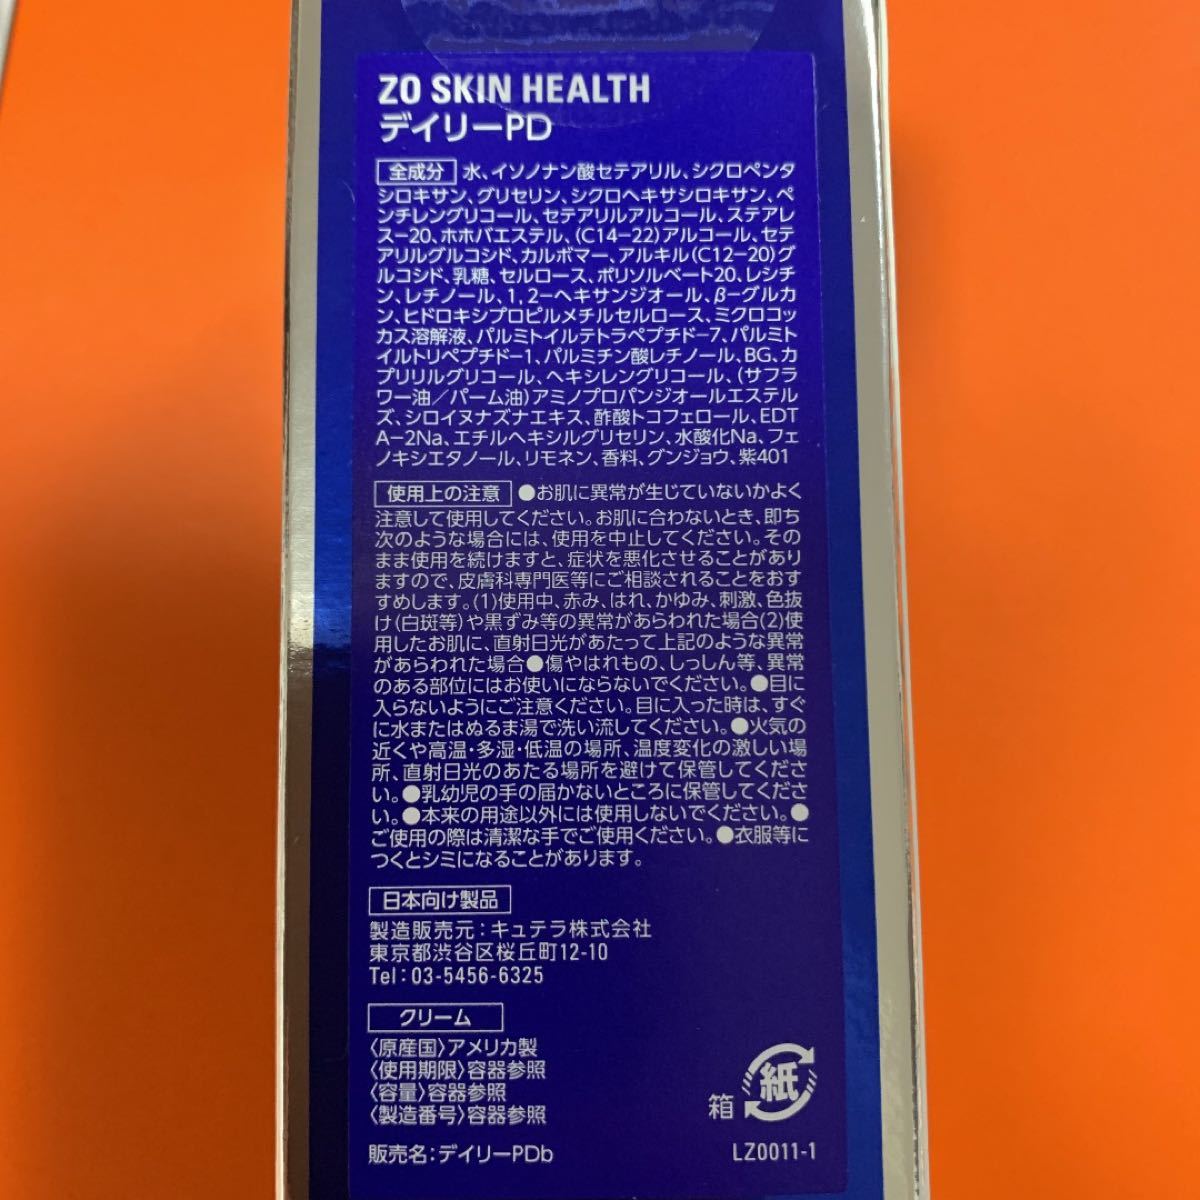 ZO SKIN HEALTH
デイリーPD
全成分 水、イソノナン酸セテアリル、シクロペンタ
シロキサン、グリセリン、シクロヘキサシロキサン、ペ
ンチレングリコール、セテアリルアルコール、ステアレ
ス−20、ホホバエステル、(C14−22)アルコール、セテ
アリルグルコシド、カルボマー、アルキル(C12−20)グ
ルコシド、乳糖、セルロース、ポリソルベート20、レシチ
ン、レチノール、1,2−ヘキサンジオール、β−グルカ
ン、ヒドロキシプロピルメチルセルロース、ミクロコッ
カス溶解液、パルミトイルテトラペプチド−7、パルミト
イルトリペプチド−1、パルミチン酸レチノール、BG、カ
プリリルグリコール、ヘキシレングリコール、(サフラ
ワー油／パーム油)アミノプロパンジオールエステル
ズ、シロイヌナズナエキス、酢酸トコフェロール、EDT
A−2Na、エチルヘキシルグリセリン、水酸化Na、フェ
ノキシエタノール、リモネン、香料、グンジョウ、紫401
使用上の注意 ●お肌に異常が生じていないかよく
注意して使用してください。お肌に合わないとき、即ち
次のような場合には、使用を中止してください。その
まま使用を続けますと、症状を悪化させることがあり
ますので、皮膚科専門医等にご相談されることをおす
すめします。(1)使用中、赤み、はれ、かゆみ、刺激、色抜
け(白斑等)や黒ずみ等の異常があらわれた場合(2)使
用したお肌に、直射日光があたって上記のような異常
があらわれた場合●傷やはれもの、しっしん等、異常
のある部位にはお使いにならないでください。●目に
入らないようにご注意ください。目に入った時は、すぐ
に水またはぬるま湯で洗い流してください。●火気の
近くや高温・多湿・低温の場所、温度変化の激しい場
所、直射日光のあたる場所を避けて保管してくださ
い。●乳幼児の手の届かないところに保管してくださ
い。●本来の用途以外には使用しないでください。●
ご使用の際は清潔な手でご使用ください。●衣服等に
つくとシミになることがあります。
日本向け製品
製造販売元：キュテラ株式会社
東京都渋谷区桜丘町12-10
Tel：03-5456-6325
クリーム
〈原産国〉アメリカ製
〈使用期限〉容器参照
〈容量〉容器参照
〈製造番号〉容器参照
箱 紙
販売名：デイリーPDb
LZ0011-1